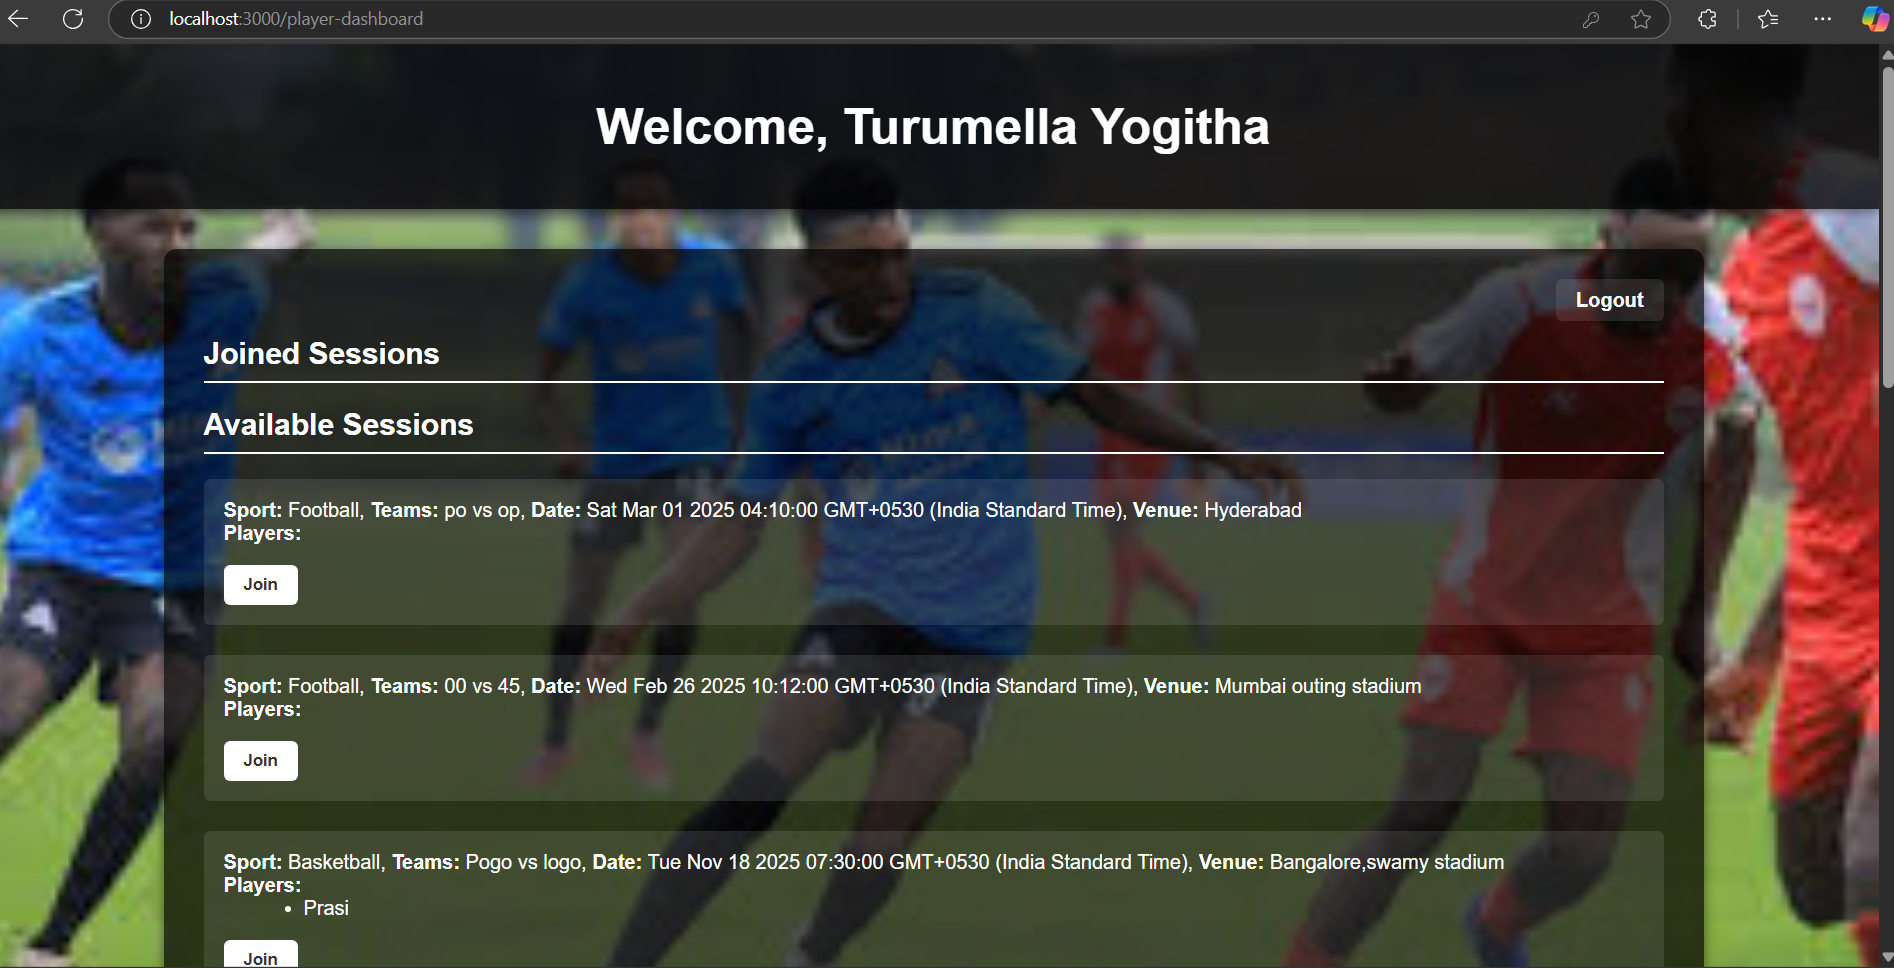 localhost:3000/player-dashboard
Welcome, Turumella Yogitha
Logout
Joined Sessions
Available Sessions
Sport: Football, Teams: po vs op, Date: Sat Mar 01 2025 04:10:00 GMT+0530 (India Standard Time), Venue: Hyderabad
Players:
Join
Sport: Football, Teams: 00 vs 45, Date: Wed Feb 26 2025 10:12:00 GMT+0530 (India Standard Time), Venue: Mumbai outing stadium
Players:
Join
Sport: Basketball, Teams: Pogo vs logo, Date: Tue Nov 18 2025 07:30:00 GMT+0530 (India Standard Time), Venue: Bangalore,swamy stadium
Players:
• Prasi
Join